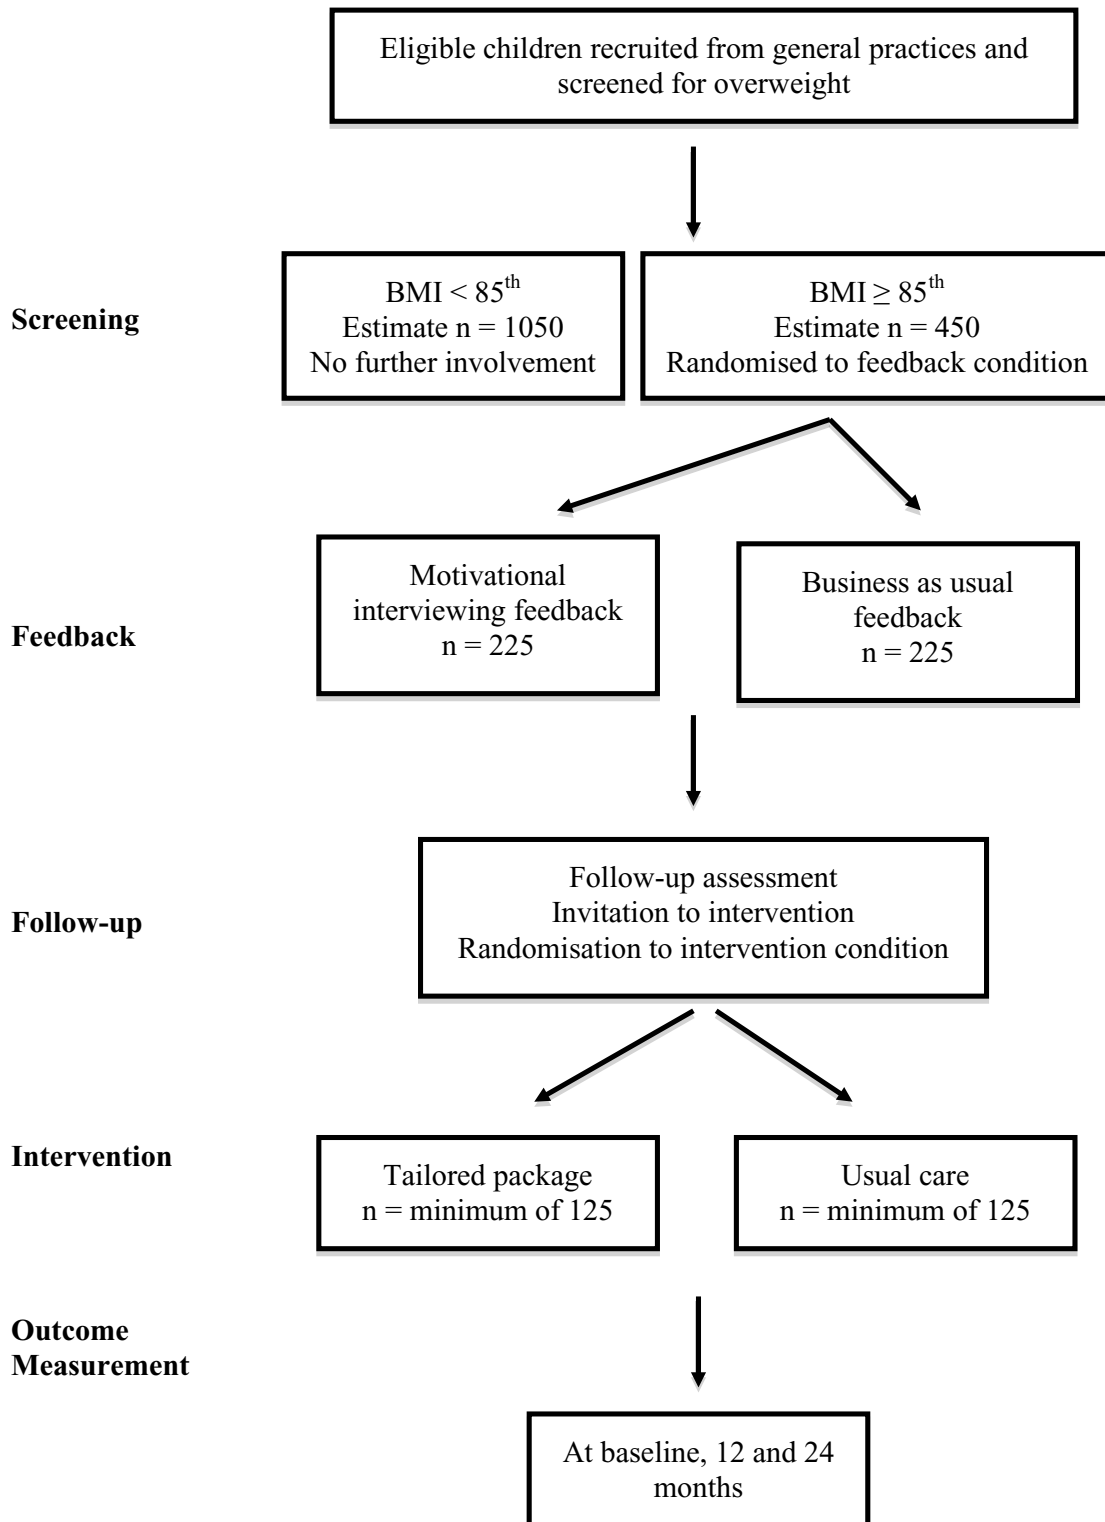 Eligible children recruited from general practices and
screened for overweight
Screening
BMI < 85th
Estimate n = 1050
No further involvement
BMI ≥ 85th
Estimate n = 450
Randomised to feedback condition
Feedback
Motivational
interviewing feedback
n = 225
Business as usual
feedback
n = 225
Follow-up
Follow-up assessment
Invitation to intervention
Randomisation to intervention condition
Intervention
Tailored package
n = minimum of 125
Usual care
n = minimum of 125
Outcome
Measurement
At baseline, 12 and 24
months